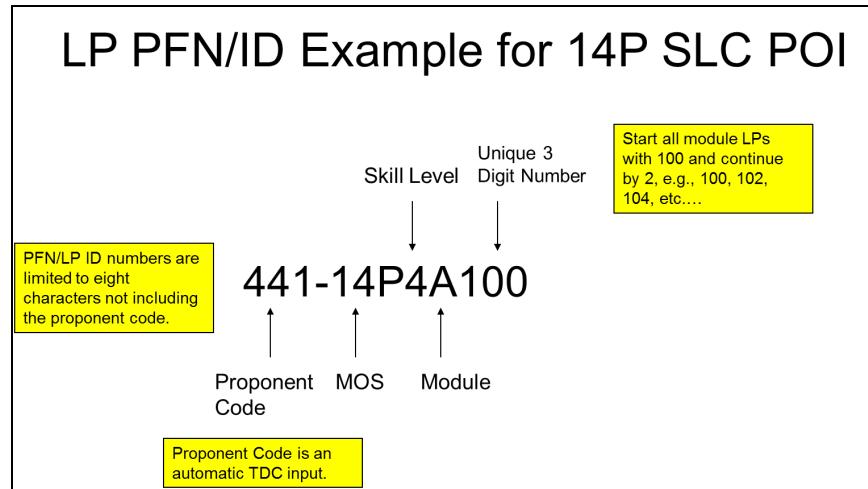 LP PFN/ID Example for 14P SLC POI
Skill Level
Unique 3
Digit Number
Start all module LPs
with 100 and continue
by 2, e.g., 100, 102,
104, etc.…
PFN/LP ID numbers are
limited to eight
characters not including
the proponent code.
441-14P4A100
Proponent
Code
MOS
Module
Proponent Code is an
automatic TDC input.